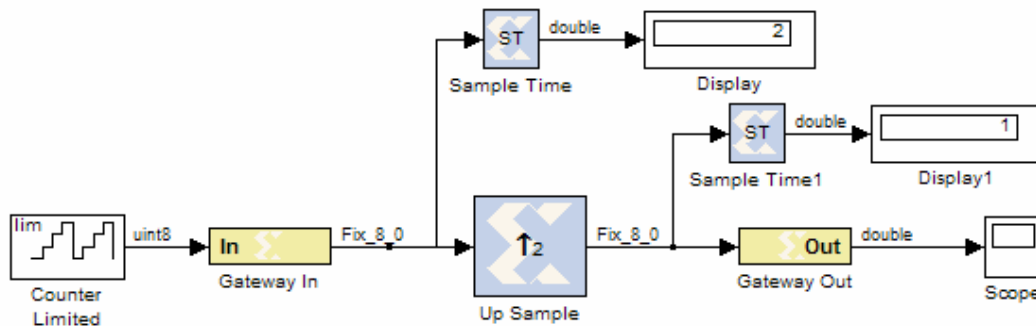 ST
double
2
Sample Time
Display
ST
double
1
Sample Time1
Display1
lim
uint8
In
Fix_8_0
↑2
Fix_8_0
Out
double
Gateway In
Gateway Out
Scope
Counter
Limited
Up Sample